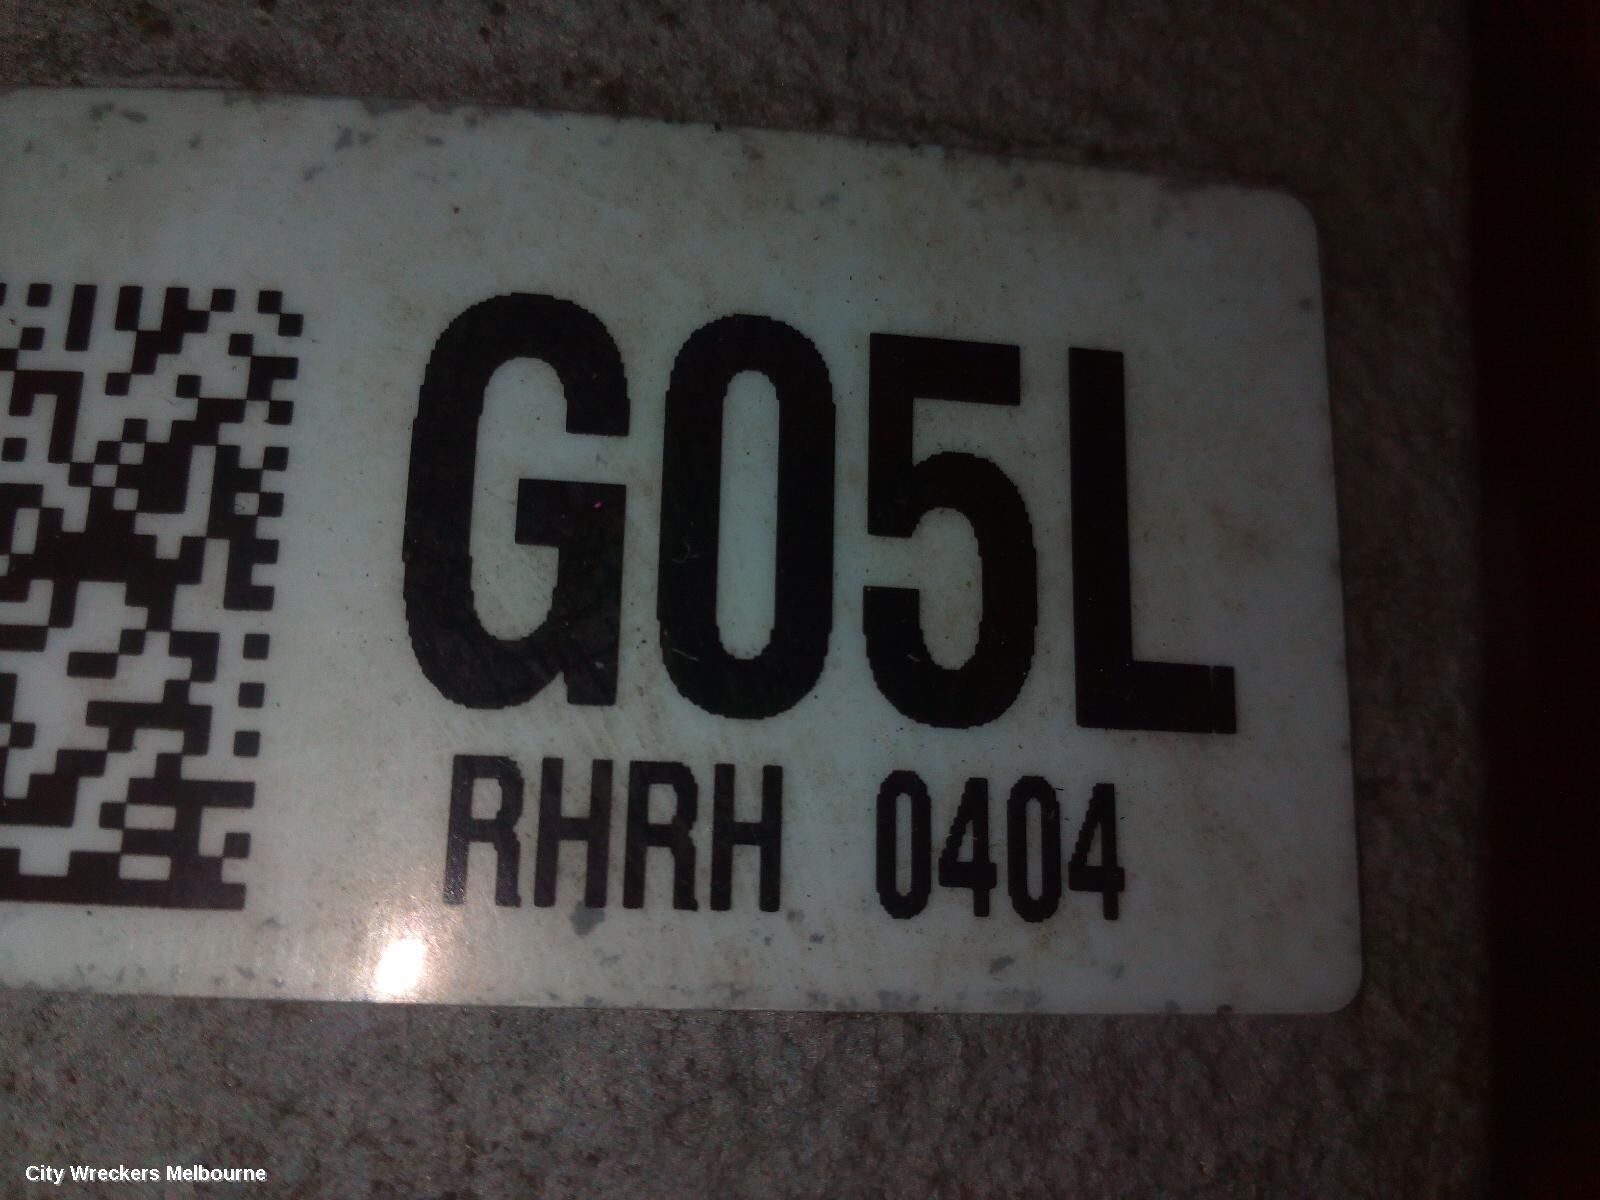 G05L
RHRH 0404
City Wreckers Melbourne